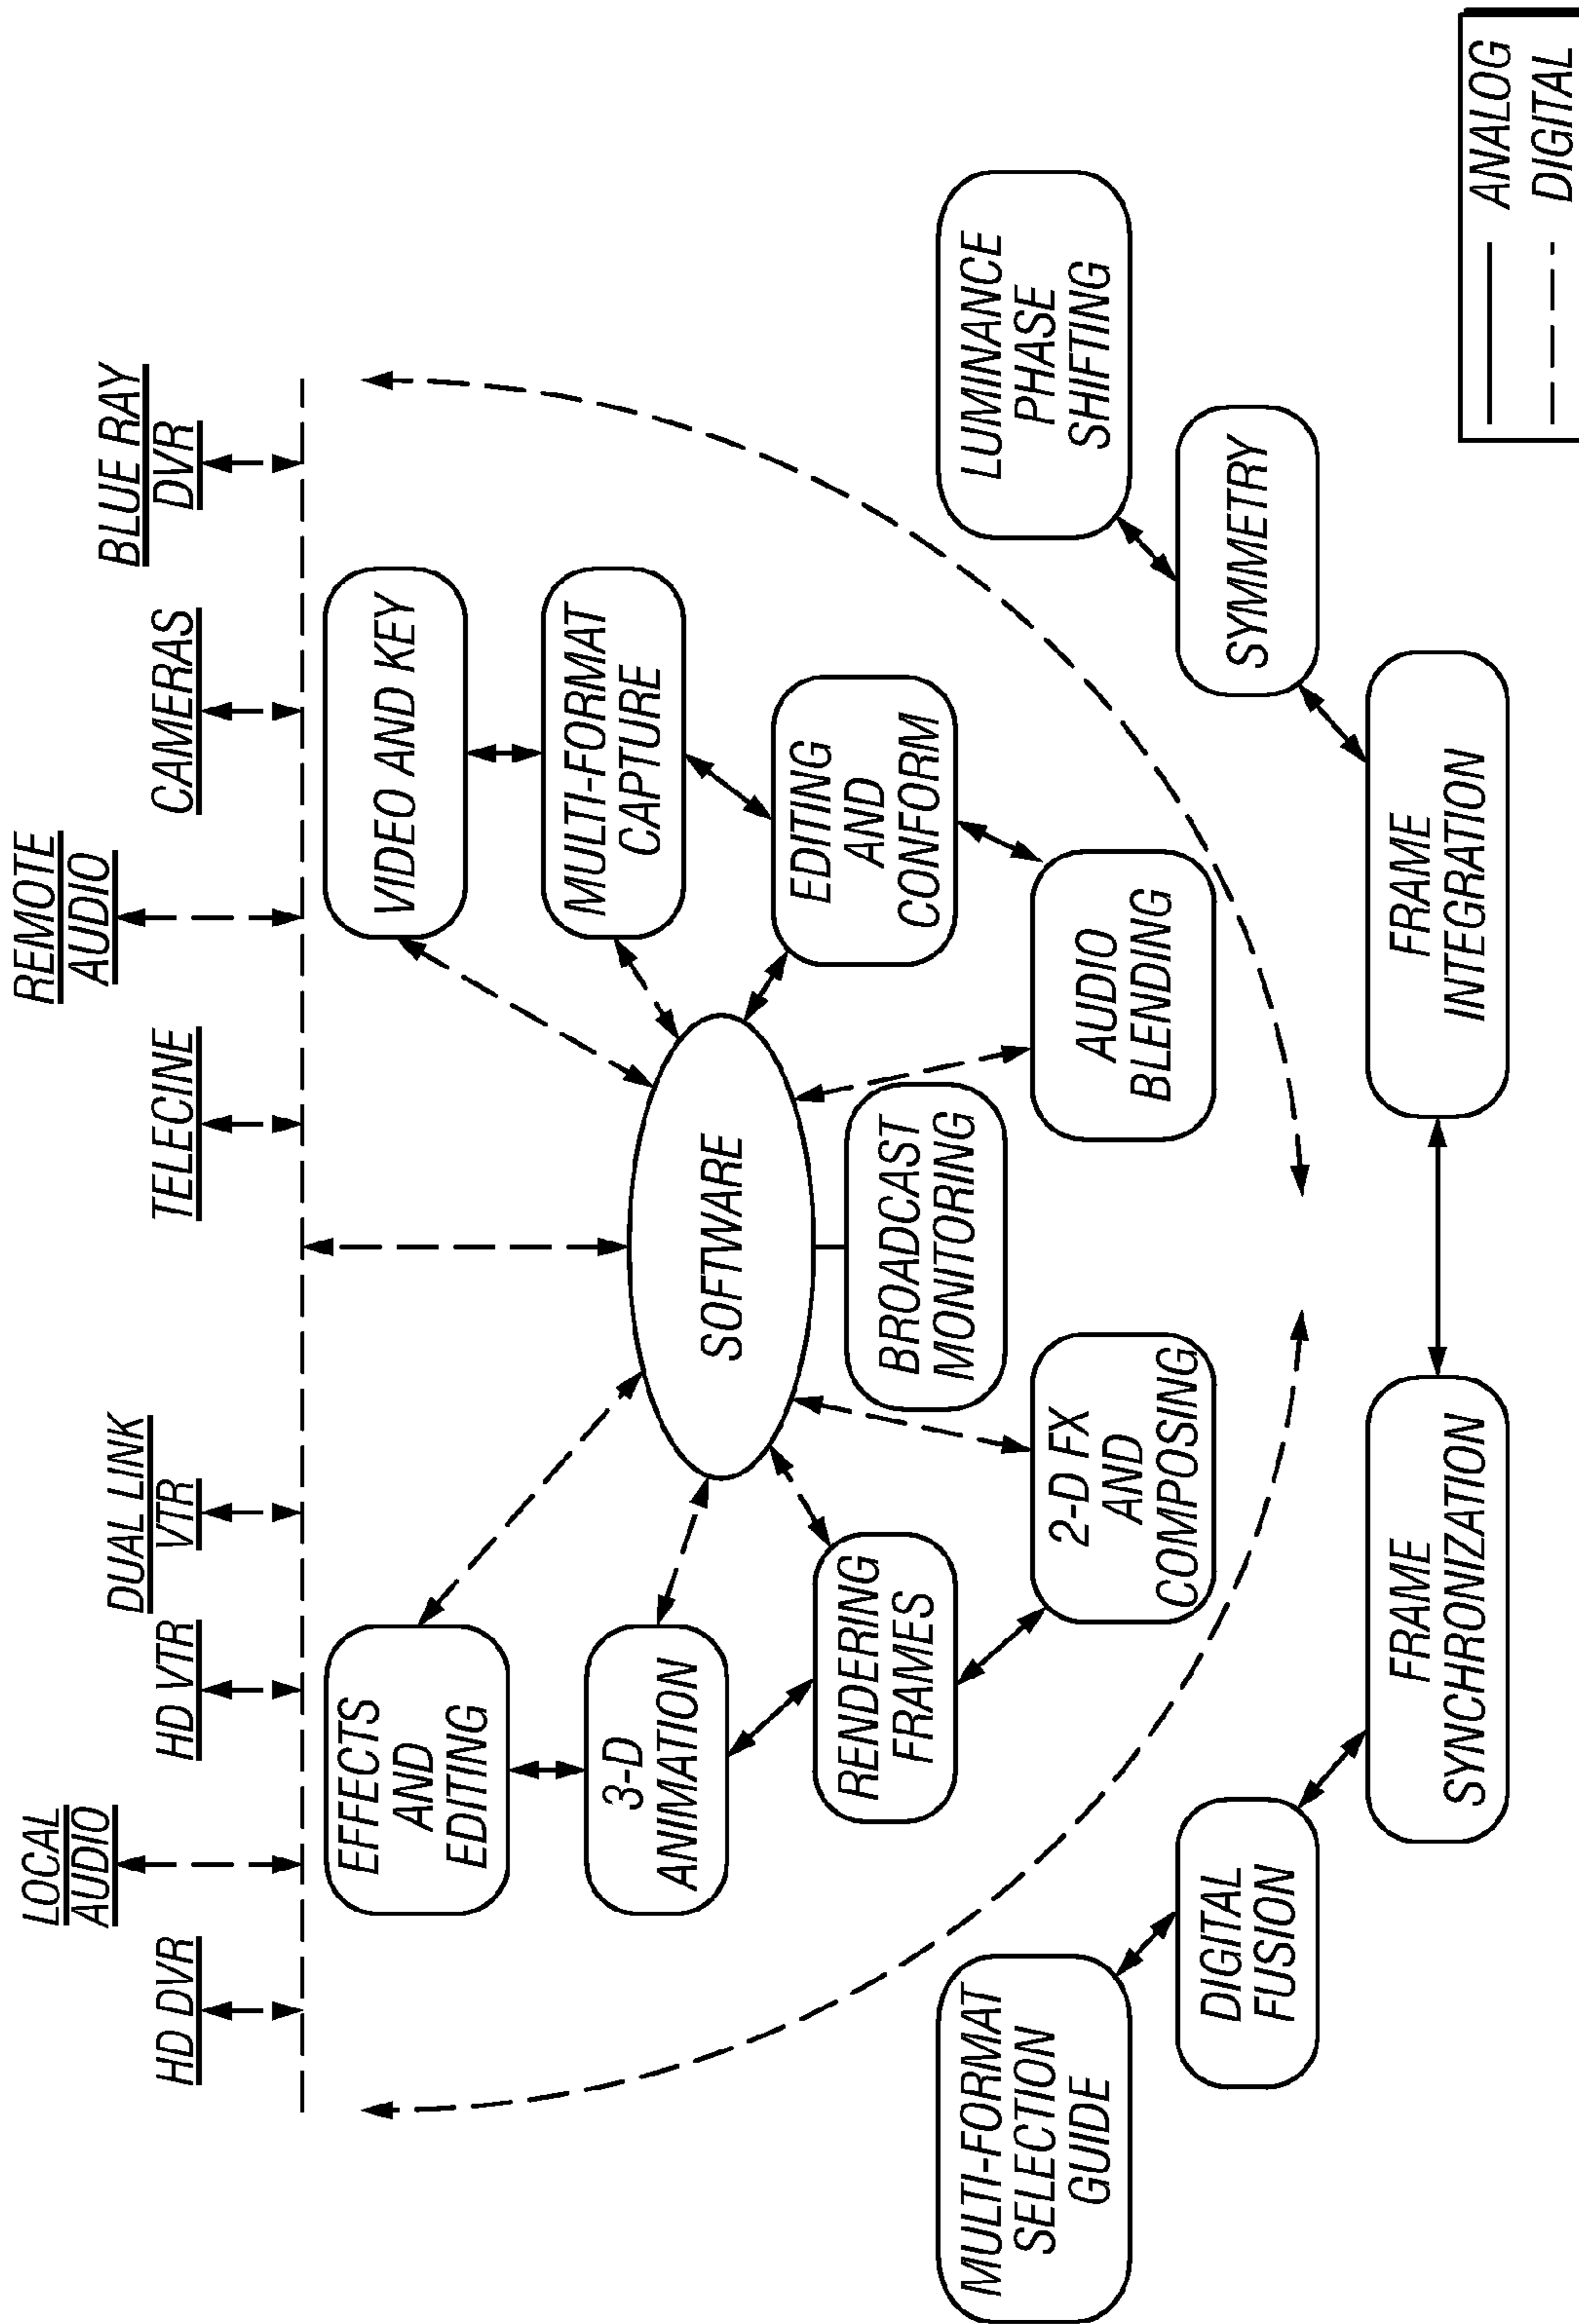 HD DVR
LOCAL
AUDIO
HD VTR
DUAL LINK
VTR
TELECINE
REMOTE
AUDIO
CAMERAS
BLUE RAY
DVR
EFFECTS
AND
EDITING
VIDEO AND KEY
3-D
ANIMATION
MULTI-FORMAT
CAPTURE
SOFTWARE
RENDERING
FRAMES
EDITING
AND
CONFORM
BROADCAST
MONITORING
2-D FX
AND
COMPOSING
AUDIO
BLENDING
MULTI-FORMAT
SELECTION
GUIDE
LUMINANCE
PHASE
SHIFTING
DIGITAL
FUSION
SYMMETRY
FRAME
SYNCHRONIZATION
FRAME
INTEGRATION
ANALOG
DIGITAL